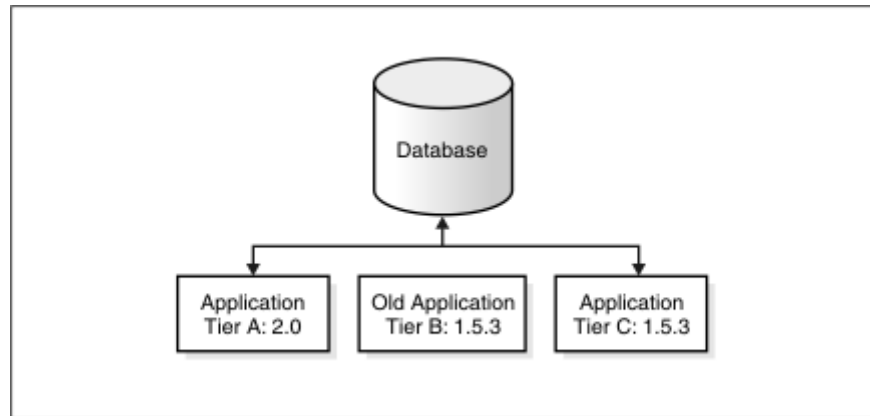 Database
Application
Tier A: 2.0
Old Application
Tier B: 1.5.3
Application
Tier C: 1.5.3